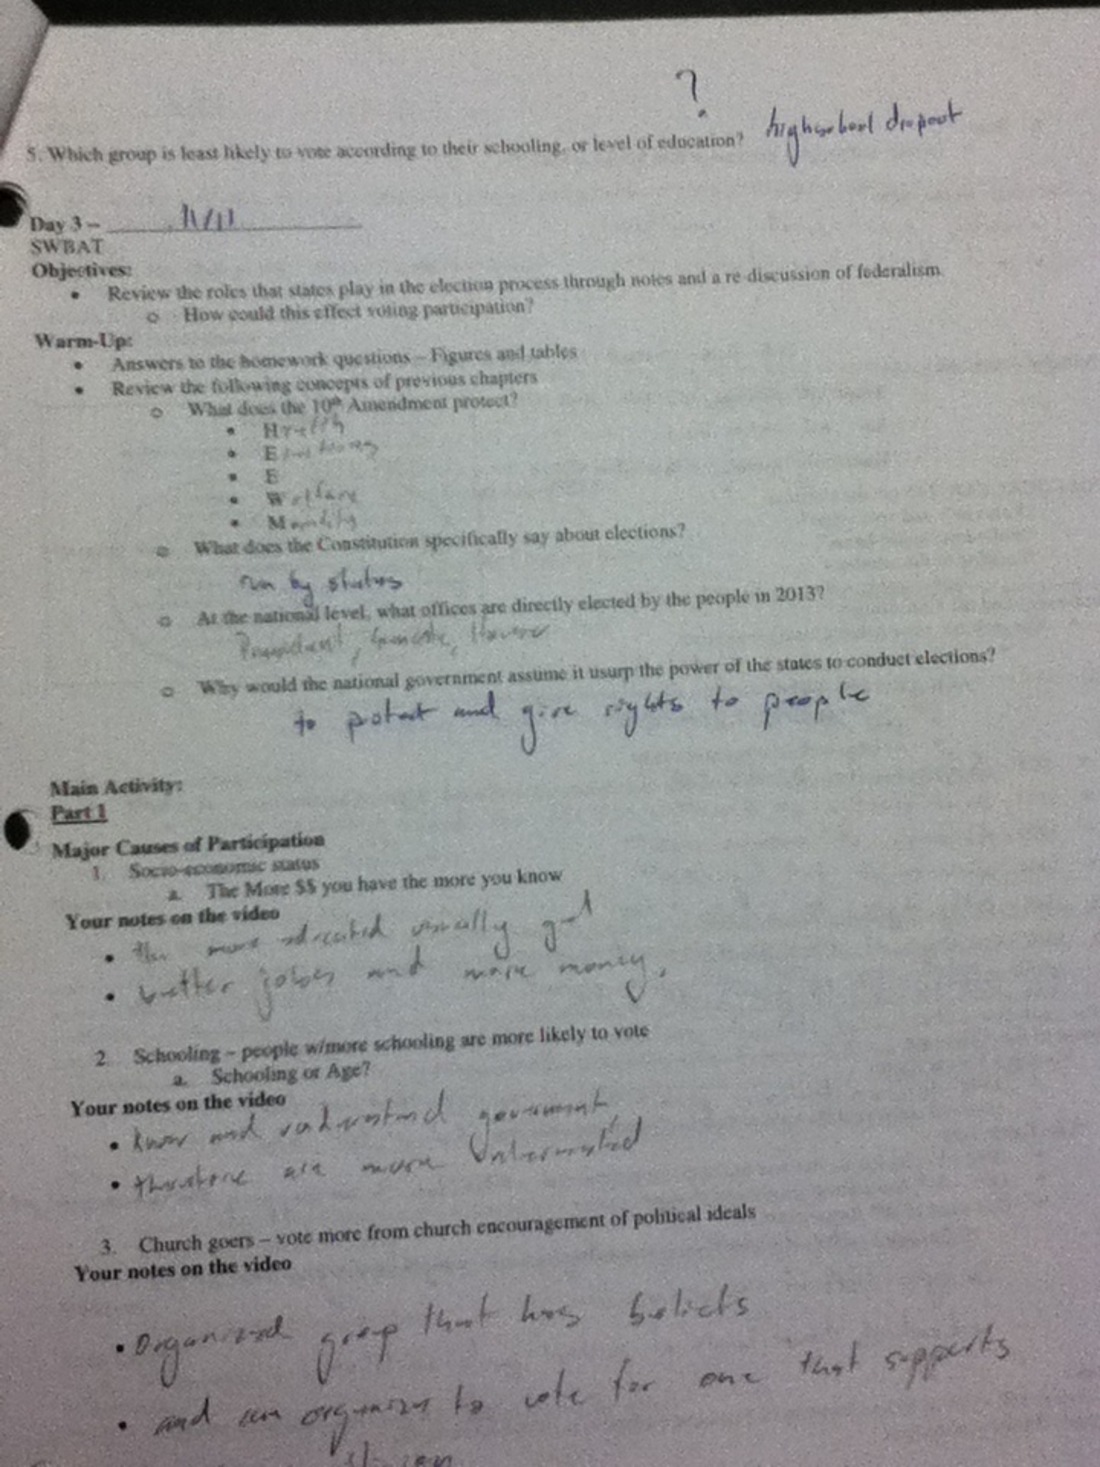 ?
5. Which group is least likely to vote according to their schooling, or level of education? highschool dropout
Day 3 – 11/11
SWBAT
Objectives:
• Review the roles that states play in the election process through notes and a re-discussion of federalism.
o How could this effect voting participation?
Warm-Up:
• Answers to the homework questions – Figures and tables
• Review the following concepts of previous chapters
o What does the 10th Amendment protect?
• Health
• E
• E
• Welfare
• M
o What does the Constitution specifically say about elections?
run by states
o At the national level, what offices are directly elected by the people in 2013?
President, Senate, House
o Why would the national government assume it usurp the power of the states to conduct elections?
to protect and give rights to people
Main Activity:
Part 1
Major Causes of Participation
1. Socio-economic status
a. The More $$ you have the more you know
Your notes on the video
• the more educated usually get
• better jobs and more money.
2. Schooling – people w/more schooling are more likely to vote
a. Schooling or Age?
Your notes on the video
• know and understand government
• therefore are more interested
3. Church goers – vote more from church encouragement of political ideals
Your notes on the video
• Organized group that has beliefs
• and can organize to vote for one that supports